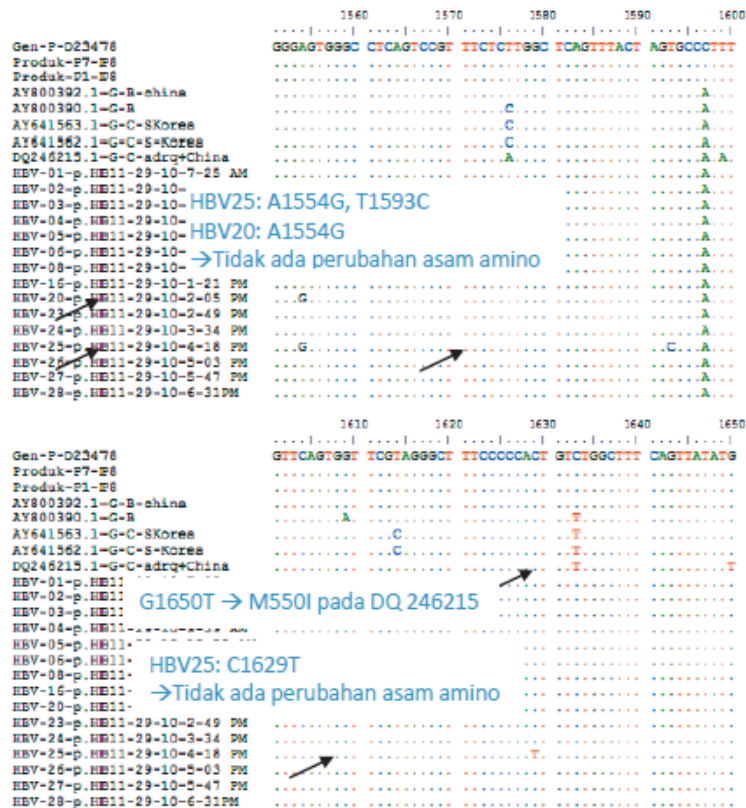 1560 1570 1580 1590 1600
Gen-P-D23478 GGGAGTGGGC CTCAGTCCGT TTCTCTTGGC TCAGTTTACT AGTGCCCTTT
Produk-P7-P8 .......... .......... .......... .......... ..........
Produk-P1-P8 .......... .......... .......... .......... ..........
AY800392.1-G-B-china .......... .......... .......... .......... ......A...
AY800390.1-G-B .......... .......... .....C.... .......... ......A...
AY641563.1-G-C-SKorea .......... .......... .....C.... .......... ......A...
AY641562.1-G-C-S-Korea .......... .......... .....C.... .......... ......A...
DQ246215.1-G-C-adrq+China .......... .......... .....A.... .......... ......A.A.
HBV-01-p.HB11-29-10-7-25 AM .......... .......... .......... .......... ......A...
HBV-02-p.HB11-29-10-
HBV-03-p.HB11-29-10-
HBV-04-p.HB11-29-10-
HBV-05-p.HB11-29-10-
HBV-06-p.HB11-29-10-
HBV-08-p.HB11-29-10-
HBV25: A1554G, T1593C
HBV20: A1554G
→Tidak ada perubahan asam amino
HBV-16-p.HB11-29-10-1-21 PM .......... .......... .......... .......... ......A...
HBV-20-p.HB11-29-10-2-05 PM ...G...... .......... .......... .......... ......A...
HBV-23-p.HB11-29-10-2-49 PM .......... .......... .......... .......... ......A...
HBV-24-p.HB11-29-10-3-34 PM .......... .......... .......... .......... ......A...
HBV-25-p.HB11-29-10-4-18 PM ...G...... .......... .......... .......... ..C...A...
HBV-26-p.HB11-29-10-5-03 PM .......... .......... .......... .......... ......A...
HBV-27-p.HB11-29-10-5-47 PM .......... .......... .......... .......... ......A...
HBV-28-p.HB11-29-10-6-31PM .......... .......... .......... .......... ......A...
1610 1620 1630 1640 1650
Gen-P-D23478 GTTCAGTGGT TCGTAGGGCT TTCCCCCACT GTCTGGCTTT CAGTTATATG
Produk-P7-P8 .......... .......... .......... .......... ..........
Produk-P1-P8 .......... .......... .......... .......... ..........
AY800392.1-G-B-china .......... .......... .......... .......... ..........
AY800390.1-G-B ........A. .......... .......... ...T...... ..........
AY641563.1-G-C-SKorea .......... ....C..... .......... ...T...... ..........
AY641562.1-G-C-S-Korea .......... ....C..... .......... ...T...... ..........
DQ246215.1-G-C-adrq+China .......... .......... .......... ...T...... .........T
HBV-01-p.HB11
HBV-02-p.HB11
HBV-03-p.HB11
G1650T → M550I pada DQ 246215
HBV-04-p.HB11
HBV-05-p.HB11-
HBV-06-p.HB11-
HBV-08-p.HB11-
HBV-16-p.HB11-
HBV-20-p.HB11-
HBV25: C1629T
→Tidak ada perubahan asam amino
HBV-23-p.HB11-29-10-2-49 PM .......... .......... .......... .......... ..........
HBV-24-p.HB11-29-10-3-34 PM .......... .......... .......... .......... ..........
HBV-25-p.HB11-29-10-4-18 PM .......... .......... ........T. .......... ..........
HBV-26-p.HB11-29-10-5-03 PM .......... .......... .......... .......... ..........
HBV-27-p.HB11-29-10-5-47 PM .......... .......... .......... .......... ..........
HBV-28-p.HB11-29-10-6-31PM .......... .......... .......... .......... ..........